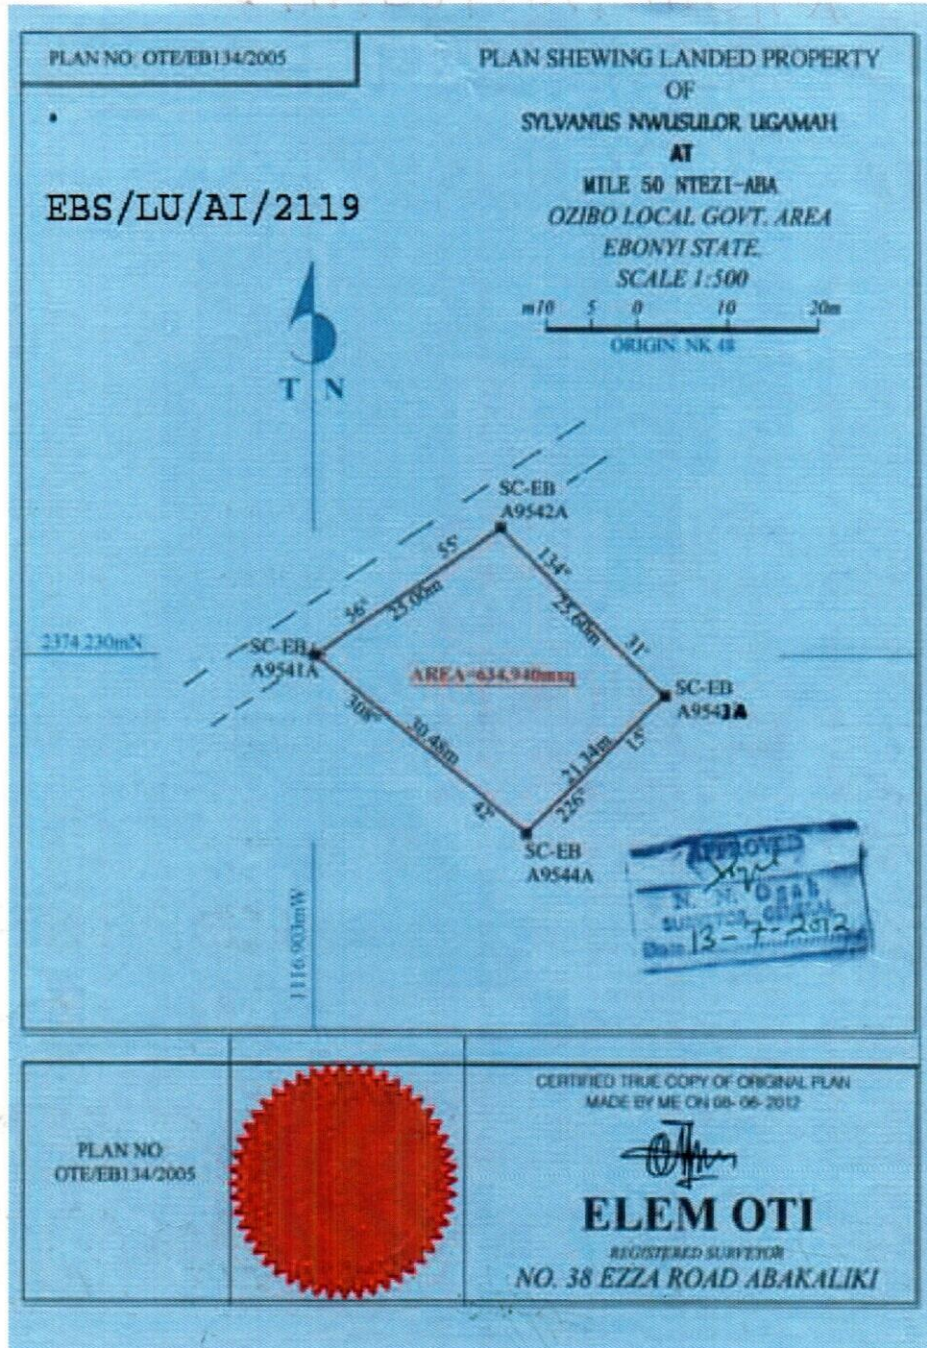 PLAN NO: OTE/EB134/2005
PLAN SHEWING LANDED PROPERTY
OF
SYLVANUS NWUSULOR UGAMAH
AT
MILE 50 NTEZI-ABA
OZIBO LOCAL GOVT. AREA
EBONYI STATE.
SCALE 1:500
m10 5 0 10 20m
ORIGIN: NK 48
EBS/LU/AI/2119
T N
SC-EB
A9542A
56° 55'
25.00m
134° 31'
25.60m
2374.230mN
SC-EB
A9541A
AREA=634.940msq
SC-EB
A9543A
308° 42'
30.48m
226° 15'
21.34m
SC-EB
A9544A
1116.903mW
APPROVED
N. N. Ogah
SURVEYOR GENERAL
Date 13-7-2012
PLAN NO:
OTE/EB134/2005
CERTIFIED TRUE COPY OF ORIGINAL PLAN
MADE BY ME ON 08-06-2012
ELEM OTI
REGISTERED SURVEYOR
NO. 38 EZZA ROAD ABAKALIKI